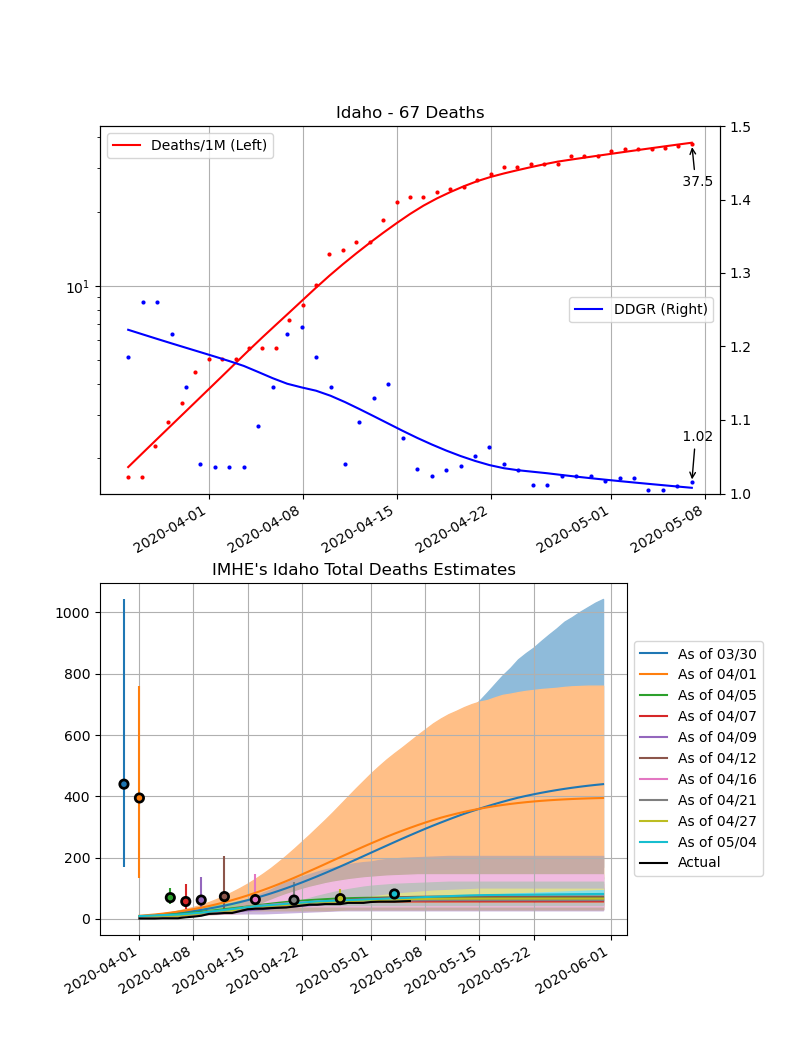 Idaho - 67 Deaths
Deaths/1M (Left)
DDGR (Right)
37.5
1.02
10^1
1.5
1.4
1.3
1.2
1.1
1.0
2020-04-01
2020-04-08
2020-04-15
2020-04-22
2020-05-01
2020-05-08
IMHE's Idaho Total Deaths Estimates
1000
800
600
400
200
0
2020-04-01
2020-04-08
2020-04-15
2020-04-22
2020-05-01
2020-05-08
2020-05-15
2020-05-22
2020-06-01
As of 03/30
As of 04/01
As of 04/05
As of 04/07
As of 04/09
As of 04/12
As of 04/16
As of 04/21
As of 04/27
As of 05/04
Actual